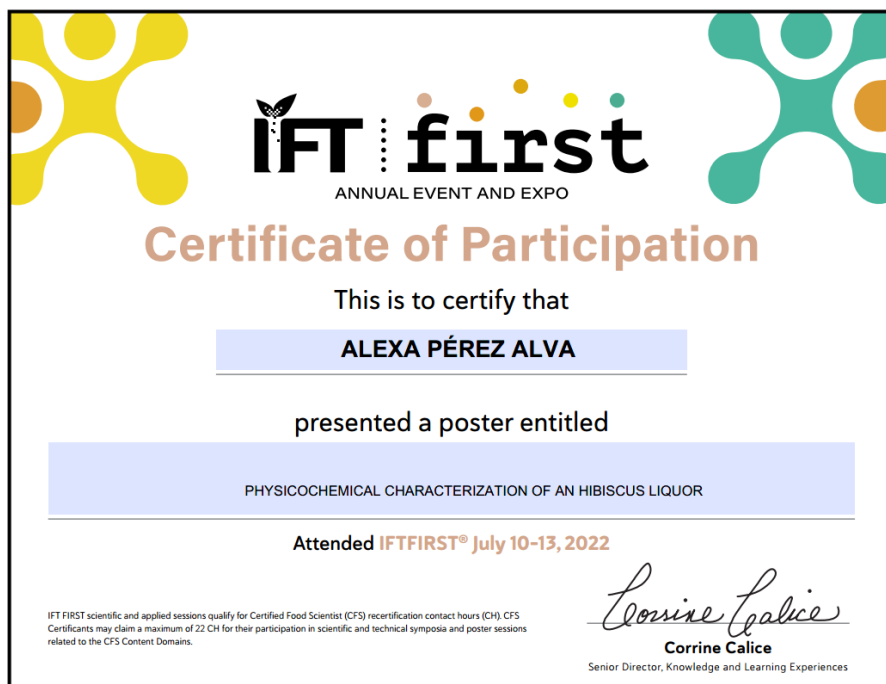 IFT first
ANNUAL EVENT AND EXPO
Certificate of Participation
This is to certify that
ALEXA PÉREZ ALVA
presented a poster entitled
PHYSICOCHEMICAL CHARACTERIZATION OF AN HIBISCUS LIQUOR
Attended IFTFIRST® July 10-13, 2022
IFT FIRST scientific and applied sessions qualify for Certified Food Scientist (CFS) recertification contact hours (CH). CFS
Certificants may claim a maximum of 22 CH for their participation in scientific and technical symposia and poster sessions
related to the CFS Content Domains.
Corrine Calice
Corrine Calice
Senior Director, Knowledge and Learning Experiences